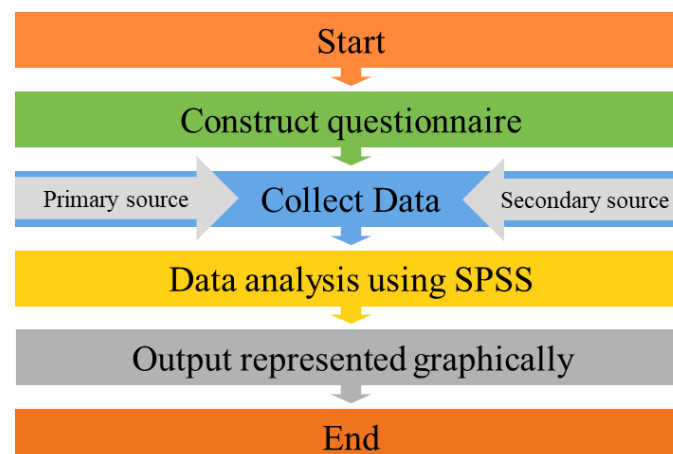 Start
Construct questionnaire
Primary source
Collect Data
Secondary source
Data analysis using SPSS
Output represented graphically
End